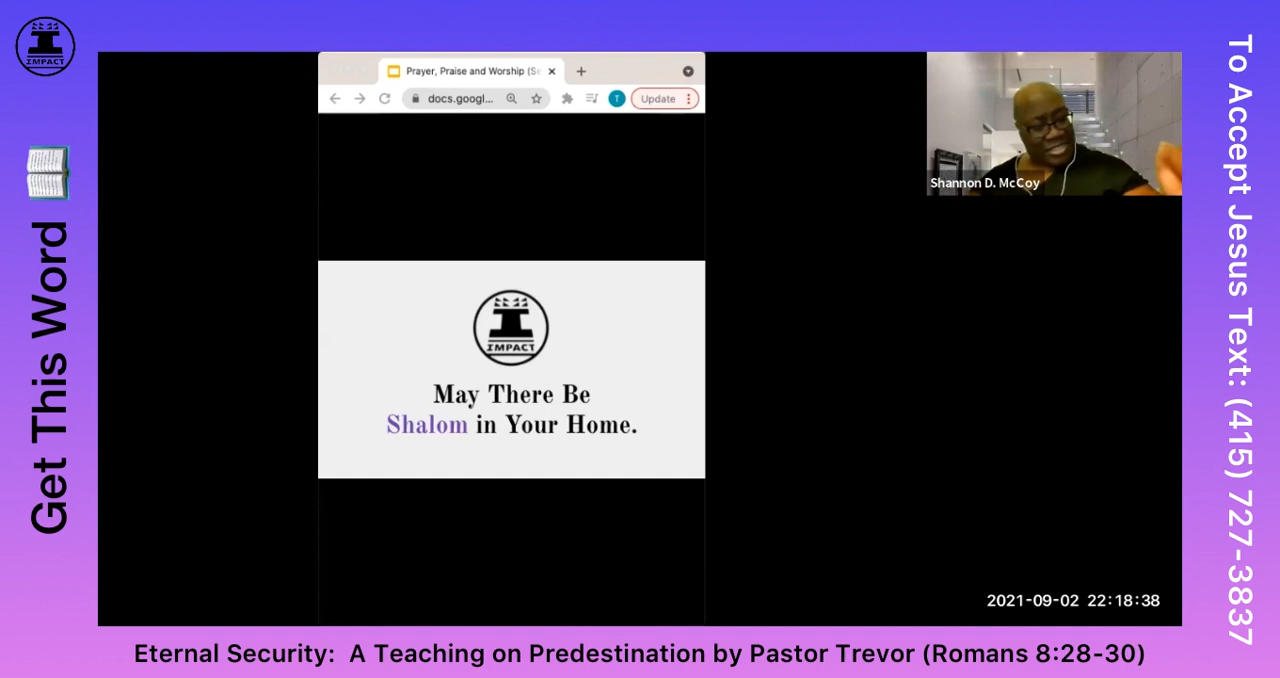 IMPACT
Get This Word
Prayer, Praise and Worship (Se
docs.googl...
T
Update
Shannon D. McCoy
IMPACT
May There Be
Shalom in Your Home.
2021-09-02 22:18:38
To Accept Jesus Text: (415) 727-3837
Eternal Security: A Teaching on Predestination by Pastor Trevor (Romans 8:28-30)